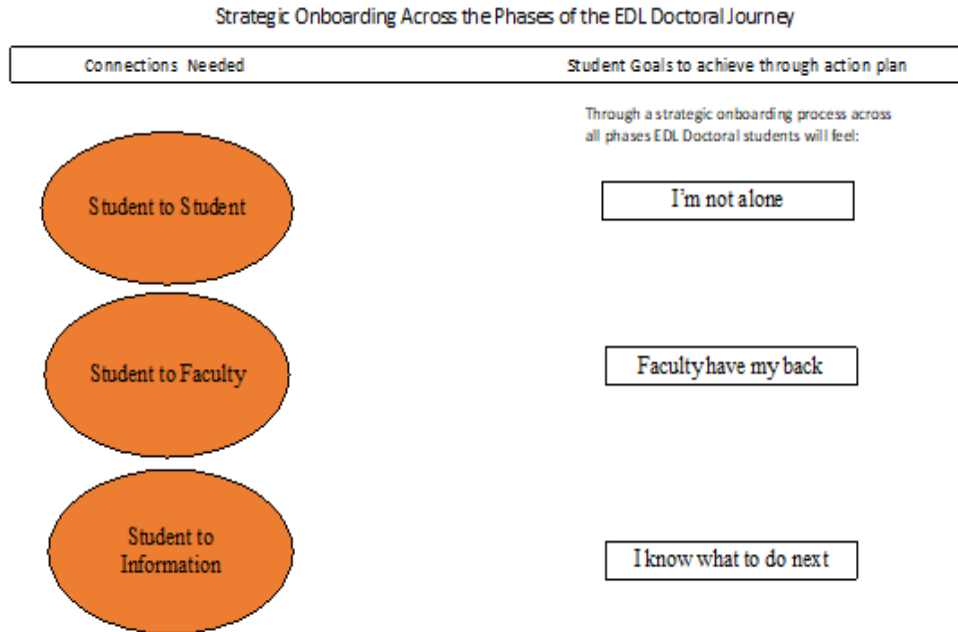 Strategic Onboarding Across the Phases of the EDL Doctoral Journey
Connections Needed
Student Goals to achieve through action plan
Through a strategic onboarding process across
all phases EDL Doctoral students will feel:
Student to Student
I'm not alone
Student to Faculty
Faculty have my back
Student to
Information
I know what to do next